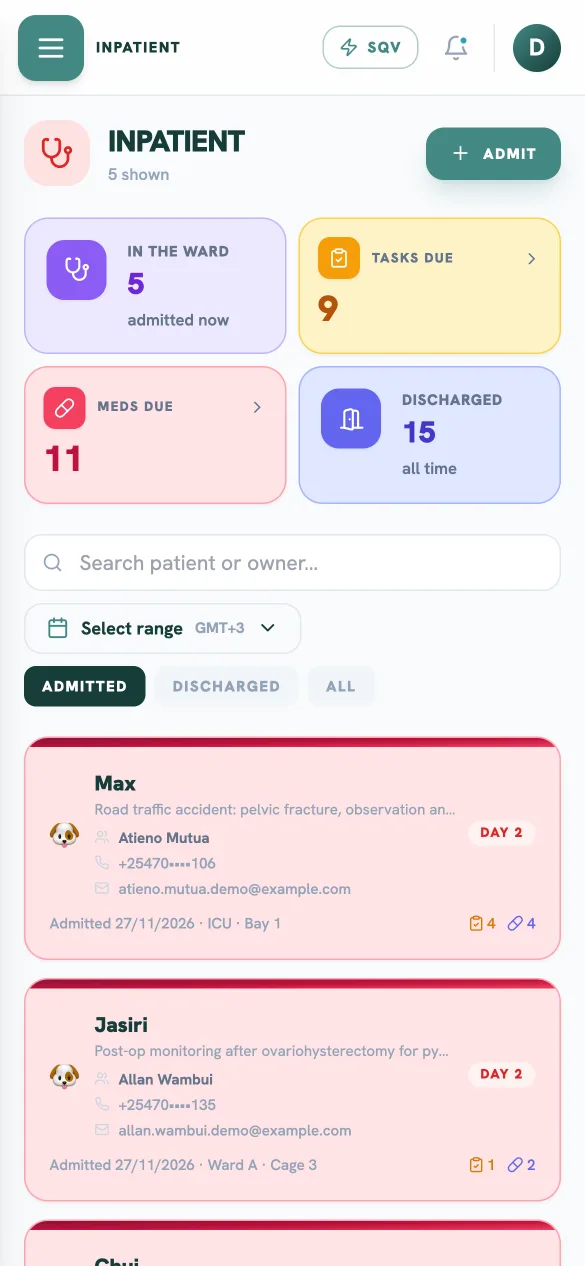 INPATIENT
SQV
D
INPATIENT
5 shown
+ ADMIT
IN THE WARD
5
admitted now
TASKS DUE
9
MEDS DUE
11
DISCHARGED
15
all time
Search patient or owner...
Select range GMT+3
ADMITTED DISCHARGED ALL
Max
Road traffic accident: pelvic fracture, observation an...
Atieno Mutua
DAY 2
+25470▪▪▪▪106
atieno.mutua.demo@example.com
Admitted 27/11/2026 · ICU · Bay 1 4 4
Jasiri
Post-op monitoring after ovariohysterectomy for py...
Allan Wambui
DAY 2
+25470▪▪▪▪135
allan.wambui.demo@example.com
Admitted 27/11/2026 · Ward A · Cage 3 1 2